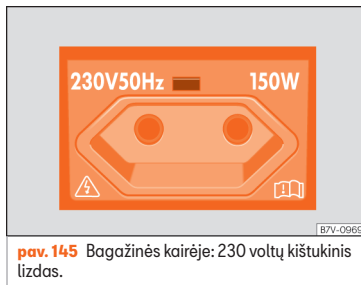 230V50Hz 150W
B7V-0969
pav. 145 Bagažinės kairėje: 230 voltų kištukinis
lizdas.